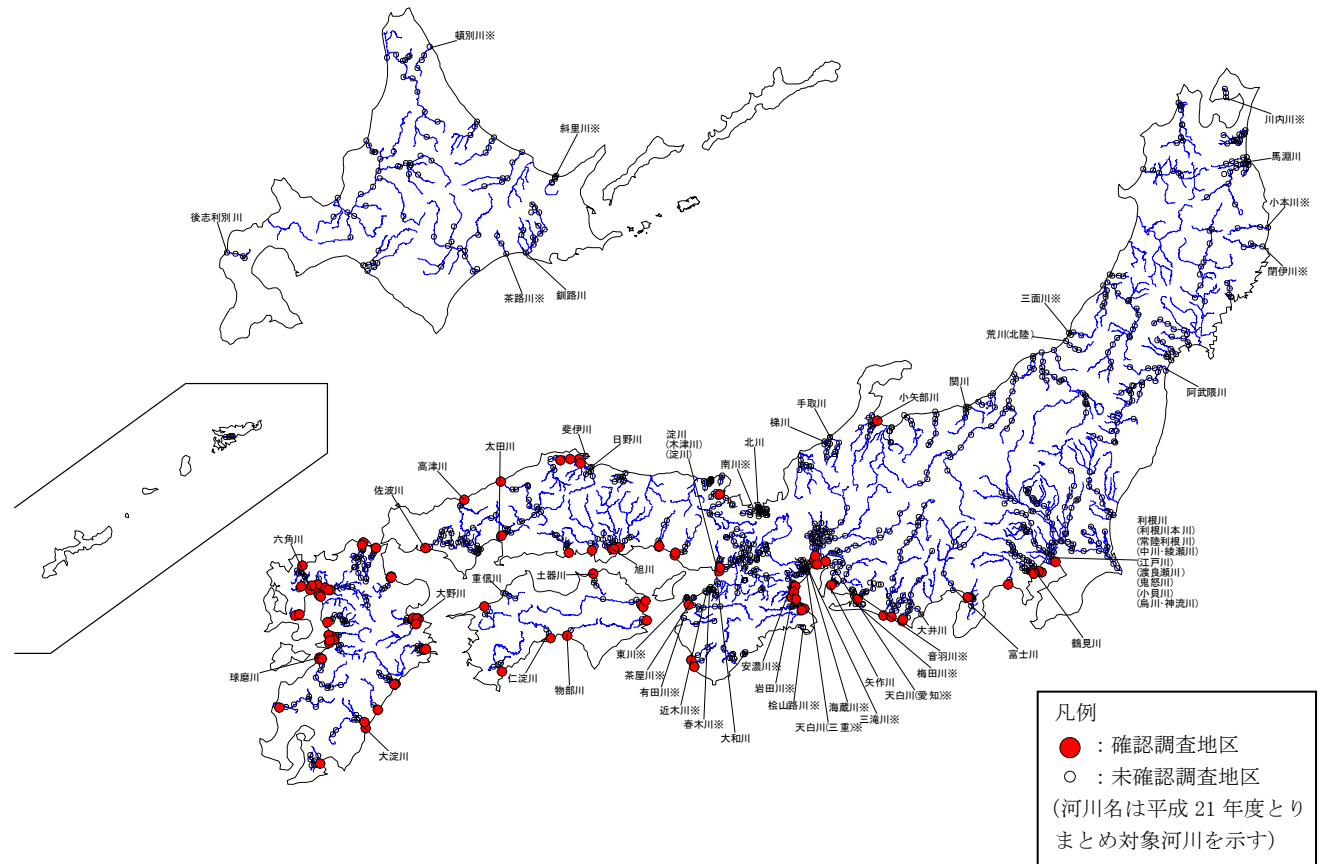 頓別川※
斜里川※
後志利別川
茶路川※
釧路川
川内川※
馬淵川
小本川※
閉伊川※
三面川※
荒川(北陸)
阿武隈川
関川
小矢部川
手取川
梯川
北川
南川※
淀川
(木津川)
(淀川)
日野川
斐伊川
太田川
高津川
佐波川
六角川
利根川
(利根川本川)
(常陸利根川)
(中川・綾瀬川)
(江戸川)
(渡良瀬川)
(鬼怒川)
(小貝川)
(烏川・神流川)
重信川
土器川
旭川
大野川
球磨川
大淀川
仁淀川
物部川
東川※
茶屋川※
有田川※
近木川※
春木川※
大和川
安濃川※
岩田川※
桧山路川※
天白川(三重)※
海蔵川※
三滝川※
矢作川
天白川(愛知)※
梅田川※
音羽川※
大井川
富士川
鶴見川
凡例
：確認調査地区
：未確認調査地区
(河川名は平成 21 年度とり
まとめ対象河川を示す)